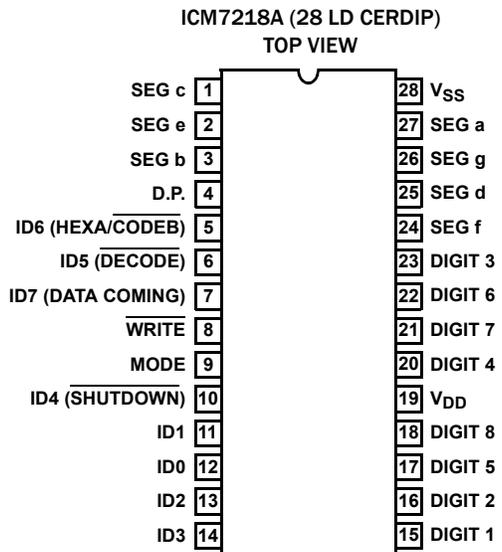 ICM7218A (28 LD CERDIP)
TOP VIEW
SEG c 1 28 VSS
SEG e 2 27 SEG a
SEG b 3 26 SEG g
D.P. 4 25 SEG d
ID6 (HEXA/CODEB) 5 24 SEG f
ID5 (DECODE) 6 23 DIGIT 3
ID7 (DATA COMING) 7 22 DIGIT 6
WRITE 8 21 DIGIT 7
MODE 9 20 DIGIT 4
ID4 (SHUTDOWN) 10 19 VDD
ID1 11 18 DIGIT 8
ID0 12 17 DIGIT 5
ID2 13 16 DIGIT 2
ID3 14 15 DIGIT 1